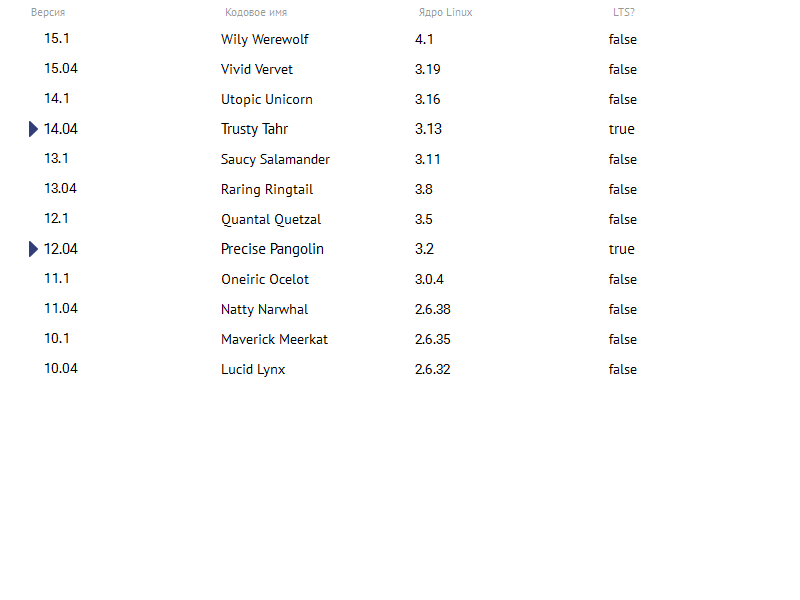 Версия Кодовое имя Ядро Linux LTS?
15.1 Wily Werewolf 4.1 false
15.04 Vivid Vervet 3.19 false
14.1 Utopic Unicorn 3.16 false
14.04 Trusty Tahr 3.13 true
13.1 Saucy Salamander 3.11 false
13.04 Raring Ringtail 3.8 false
12.1 Quantal Quetzal 3.5 false
12.04 Precise Pangolin 3.2 true
11.1 Oneiric Ocelot 3.0.4 false
11.04 Natty Narwhal 2.6.38 false
10.1 Maverick Meerkat 2.6.35 false
10.04 Lucid Lynx 2.6.32 false